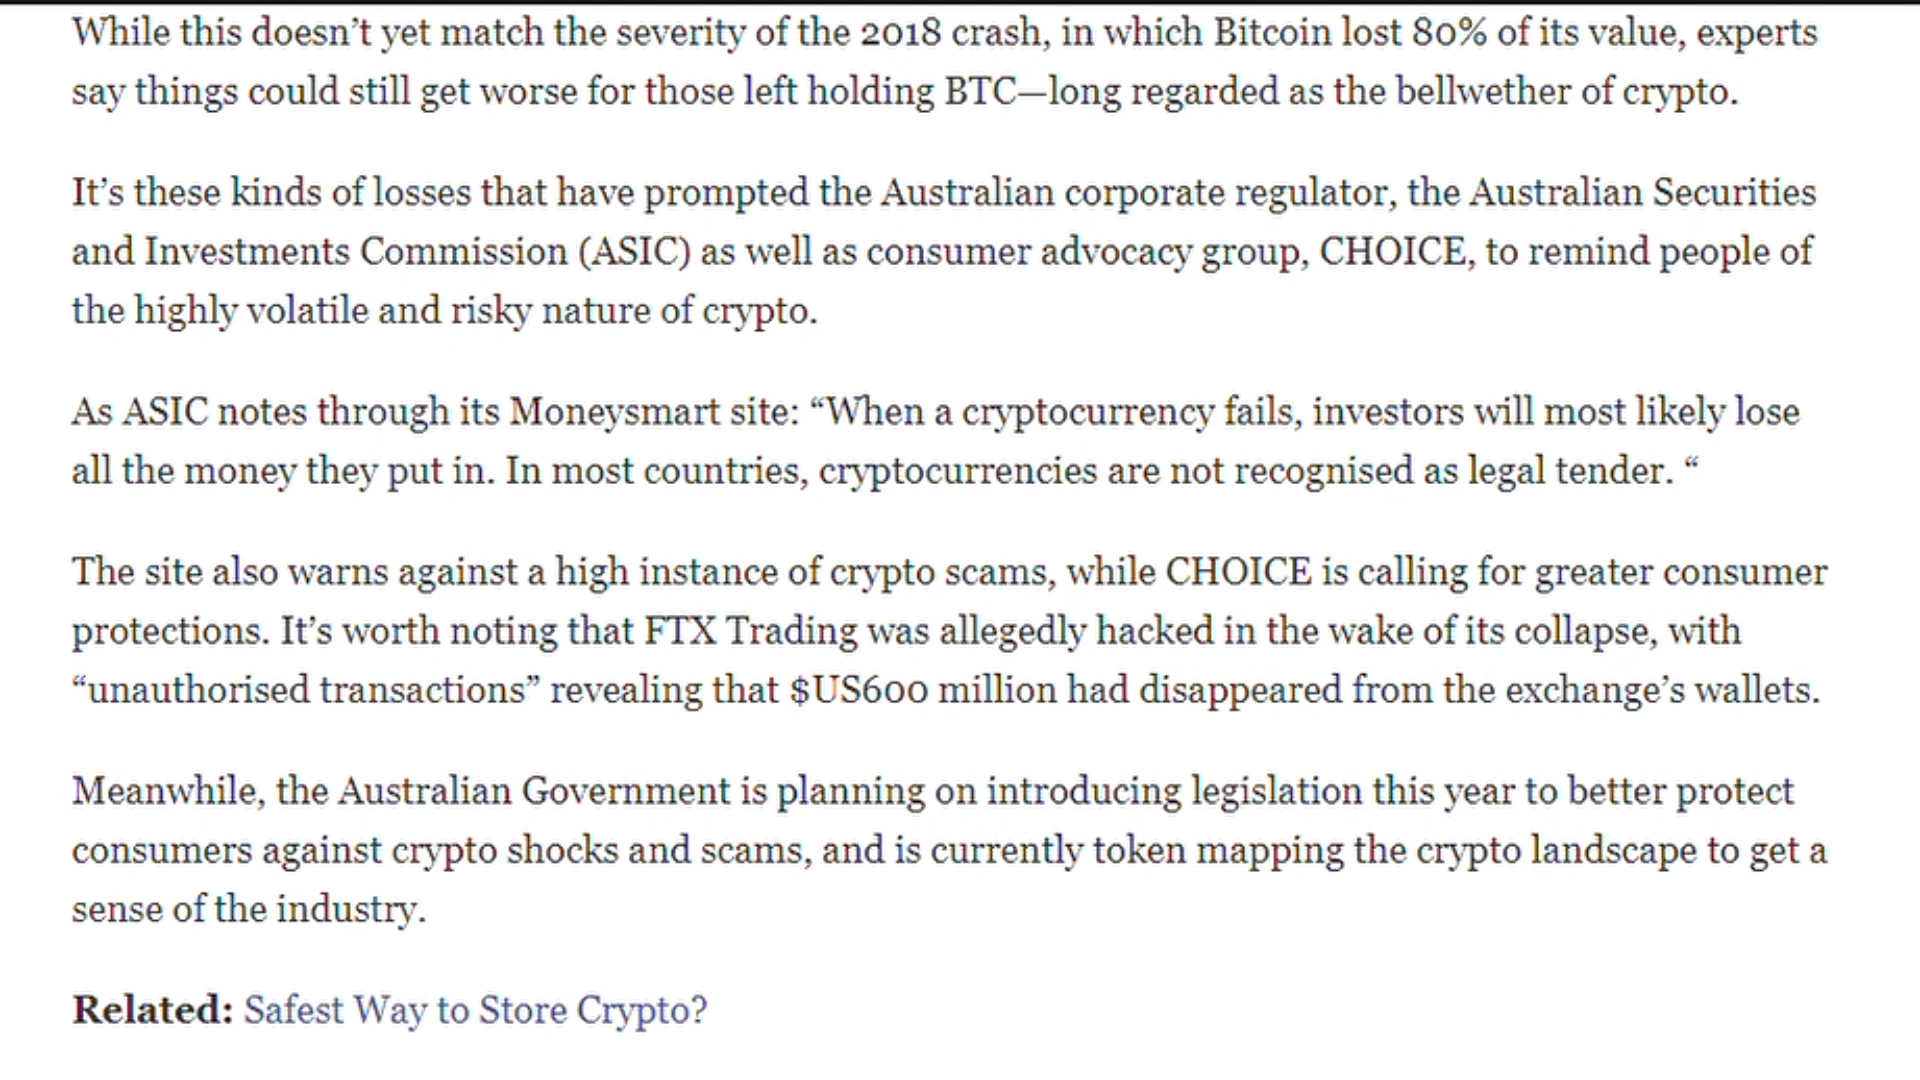 While this doesn’t yet match the severity of the 2018 crash, in which Bitcoin lost 80% of its value, experts
say things could still get worse for those left holding BTC—long regarded as the bellwether of crypto.
It’s these kinds of losses that have prompted the Australian corporate regulator, the Australian Securities
and Investments Commission (ASIC) as well as consumer advocacy group, CHOICE, to remind people of
the highly volatile and risky nature of crypto.
As ASIC notes through its Moneysmart site: “When a cryptocurrency fails, investors will most likely lose
all the money they put in. In most countries, cryptocurrencies are not recognised as legal tender. “
The site also warns against a high instance of crypto scams, while CHOICE is calling for greater consumer
protections. It’s worth noting that FTX Trading was allegedly hacked in the wake of its collapse, with
“unauthorised transactions” revealing that $US600 million had disappeared from the exchange’s wallets.
Meanwhile, the Australian Government is planning on introducing legislation this year to better protect
consumers against crypto shocks and scams, and is currently token mapping the crypto landscape to get a
sense of the industry.
Related: Safest Way to Store Crypto?